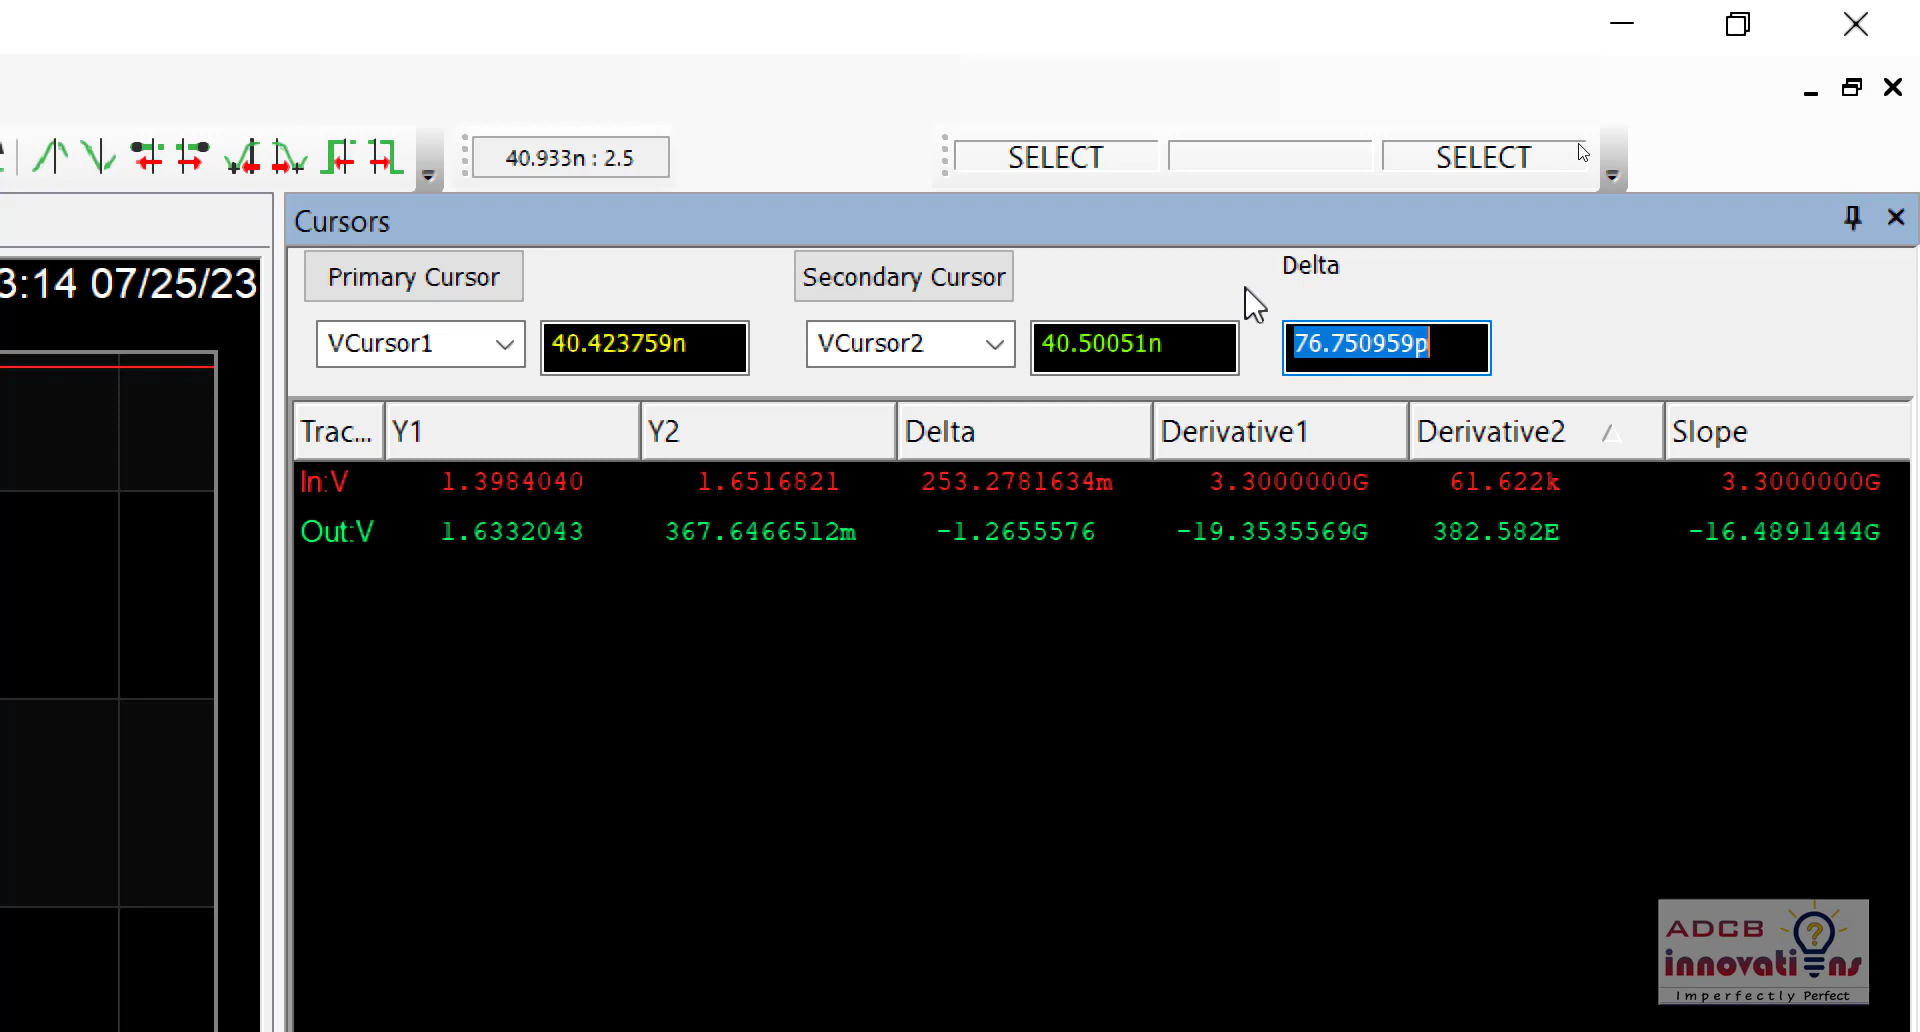 40.933n : 2.5
SELECT
SELECT
Cursors
3:14 07/25/23
Primary Cursor
Secondary Cursor
Delta
VCursor1
40.423759n
VCursor2
40.50051n
76.750959p
Trac... Y1 Y2 Delta Derivative1 Derivative2 Slope
In:V 1.3984040 1.6516821 253.2781634m 3.3000000G 61.622k 3.3000000G
Out:V 1.6332043 367.6466512m -1.2655576 -19.3535569G 382.582E -16.4891444G
ADCB
innovations
Imperfectly Perfect